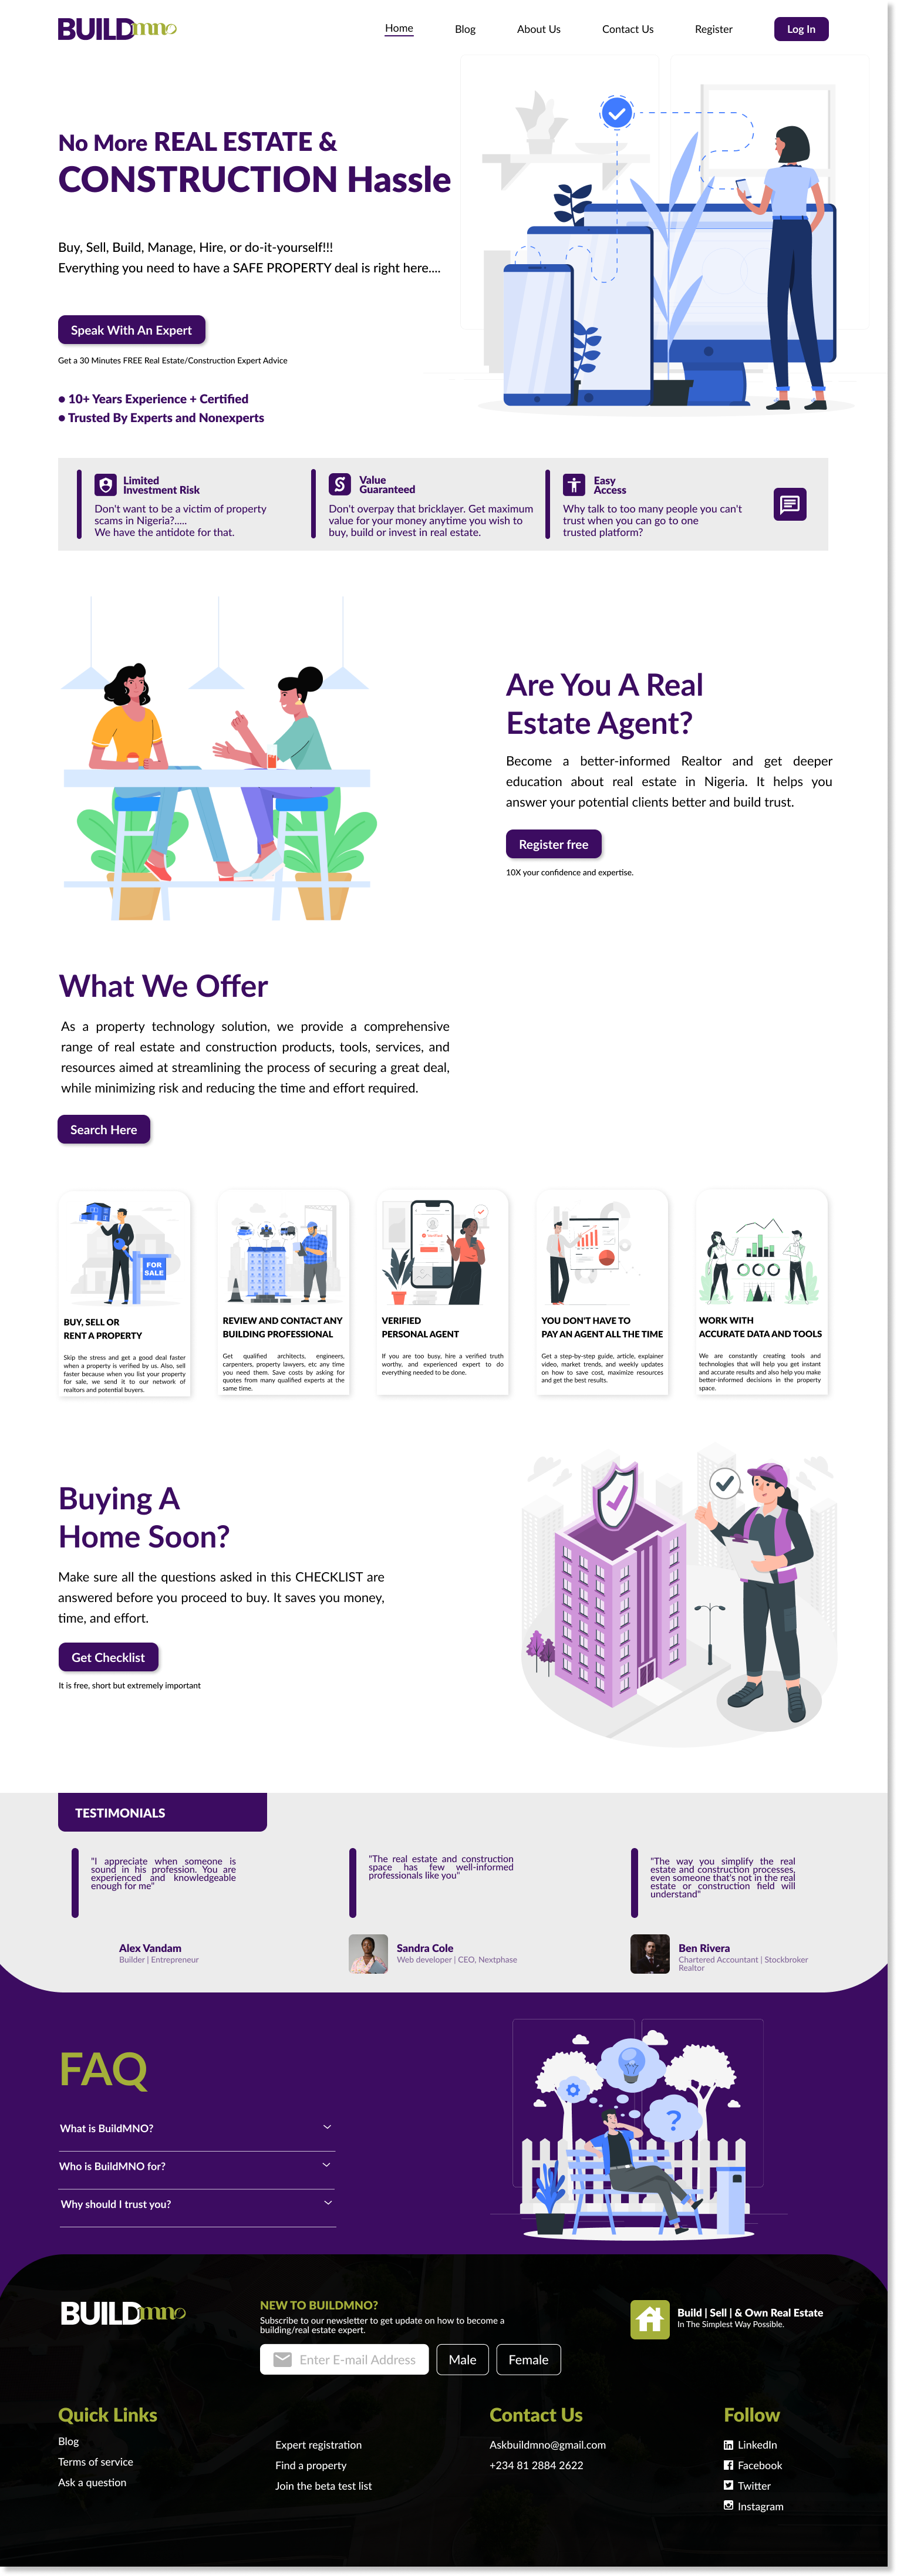 BUILDmno
Home Blog About Us Contact Us Register Log In
No More REAL ESTATE &
CONSTRUCTION Hassle
Buy, Sell, Build, Manage, Hire, or do-it-yourself!!!
Everything you need to have a SAFE PROPERTY deal is right here....
Speak With An Expert
Get a 30 Minutes FREE Real Estate/Construction Expert Advice
• 10+ Years Experience + Certified
• Trusted By Experts and Nonexperts
Limited
Investment Risk
Don't want to be a victim of property
scams in Nigeria?.....
We have the antidote for that.
Value
Guaranteed
Don't overpay that bricklayer. Get maximum
value for your money anytime you wish to
buy, build or invest in real estate.
Easy
Access
Why talk to too many people you can't
trust when you can go to one
trusted platform?
Are You A Real
Estate Agent?
Become a better-informed Realtor and get deeper
education about real estate in Nigeria. It helps you
answer your potential clients better and build trust.
Register free
10X your confidence and expertise.
What We Offer
As a property technology solution, we provide a comprehensive
range of real estate and construction products, tools, services, and
resources aimed at streamlining the process of securing a great deal,
while minimizing risk and reducing the time and effort required.
Search Here
FOR
SALE
BUY, SELL OR
RENT A PROPERTY
Skip the stress and get a good deal faster
when a property is verified by us. Also, sell
faster because when you list your property
for sale, we send it to our network of
realtors and potential buyers.
REVIEW AND CONTACT ANY
BUILDING PROFESSIONAL
Get qualified architects, engineers,
carpenters, property lawyers, etc any time
you need them. Save costs by asking for
quotes from many qualified experts at the
same time.
Verified
VERIFIED
PERSONAL AGENT
If you are too busy, hire a verified truth
worthy, and experienced expert to do
everything needed to be done.
YOU DON'T HAVE TO
PAY AN AGENT ALL THE TIME
Get a step-by-step guide, article, explainer
video, market trends, and weekly updates
on how to save cost, maximize resources
and get the best results.
WORK WITH
ACCURATE DATA AND TOOLS
We are constantly creating tools and
technologies that will help you get instant
and accurate results and also help you make
better-informed decisions in the property
space.
Buying A
Home Soon?
Make sure all the questions asked in this CHECKLIST are
answered before you proceed to buy. It saves you money,
time, and effort.
Get Checklist
It is free, short but extremely important
TESTIMONIALS
"I appreciate when someone is
sound in his profession. You are
experienced and knowledgeable
enough for me"
Alex Vandam
Builder | Entrepreneur
"The real estate and construction
space has few well-informed
professionals like you"
Sandra Cole
Web developer | CEO, Nextphase
"The way you simplify the real
estate and construction processes,
even someone that's not in the real
estate or construction field will
understand"
Ben Rivera
Chartered Accountant | Stockbroker
Realtor
FAQ
What is BuildMNO?
Who is BuildMNO for?
Why should I trust you?
?
BUILDmno
NEW TO BUILDMNO?
Subscribe to our newsletter to get update on how to become a
building/real estate expert.
Enter E-mail Address Male Female
Build | Sell | & Own Real Estate
In The Simplest Way Possible.
Quick Links
Blog
Terms of service
Ask a question
Expert registration
Find a property
Join the beta test list
Contact Us
Askbuildmno@gmail.com
+234 81 2884 2622
Follow
LinkedIn
Facebook
Twitter
Instagram